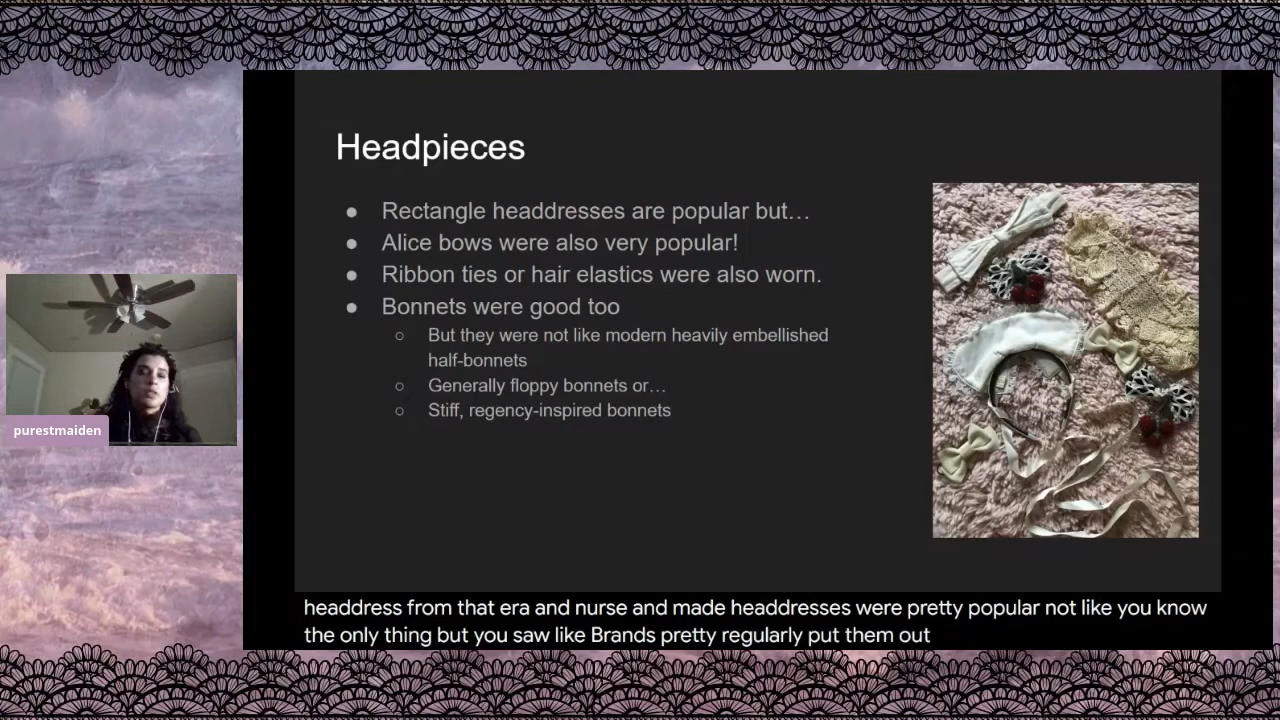 Headpieces
● Rectangle headdresses are popular but…
● Alice bows were also very popular!
● Ribbon ties or hair elastics were also worn.
● Bonnets were good too
○ But they were not like modern heavily embellished
half-bonnets
○ Generally floppy bonnets or…
○ Stiff, regency-inspired bonnets
purestmaiden
headdress from that era and nurse and made headdresses were pretty popular not like you know
the only thing but you saw like Brands pretty regularly put them out